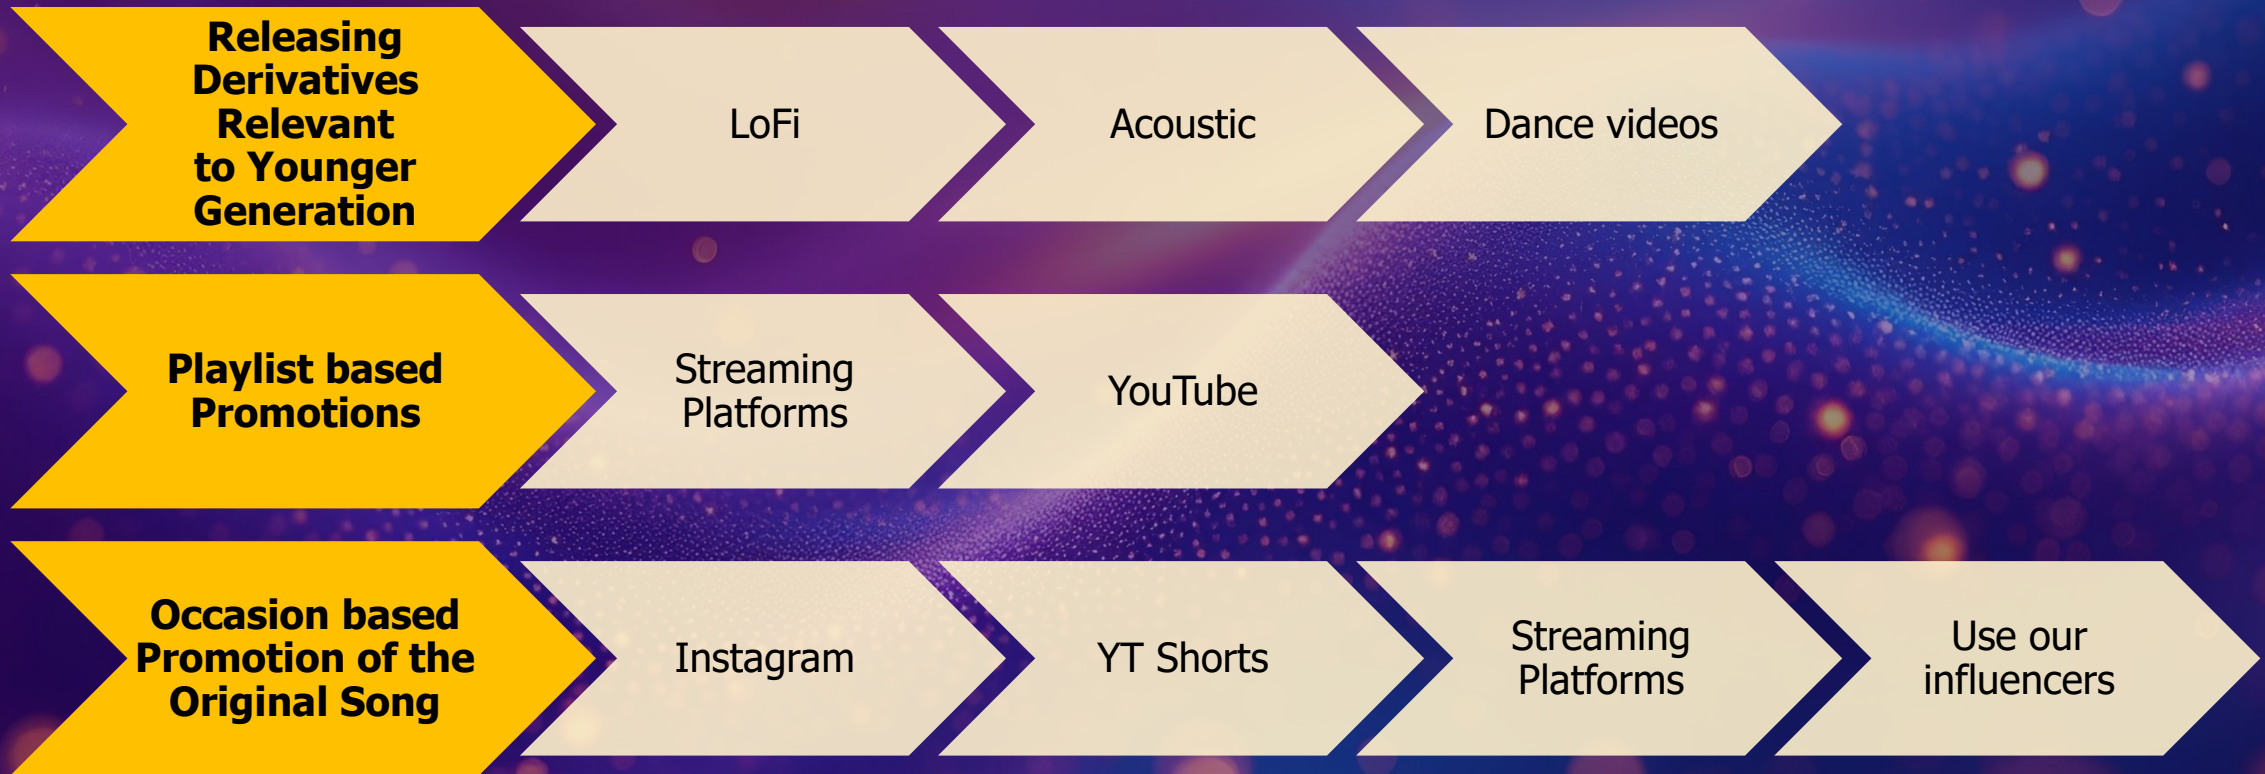 Releasing
Derivatives
Relevant
to Younger
Generation
LoFi
Acoustic
Dance videos
Playlist based
Promotions
Streaming
Platforms
YouTube
Occasion based
Promotion of the
Original Song
Instagram
YT Shorts
Streaming
Platforms
Use our
influencers